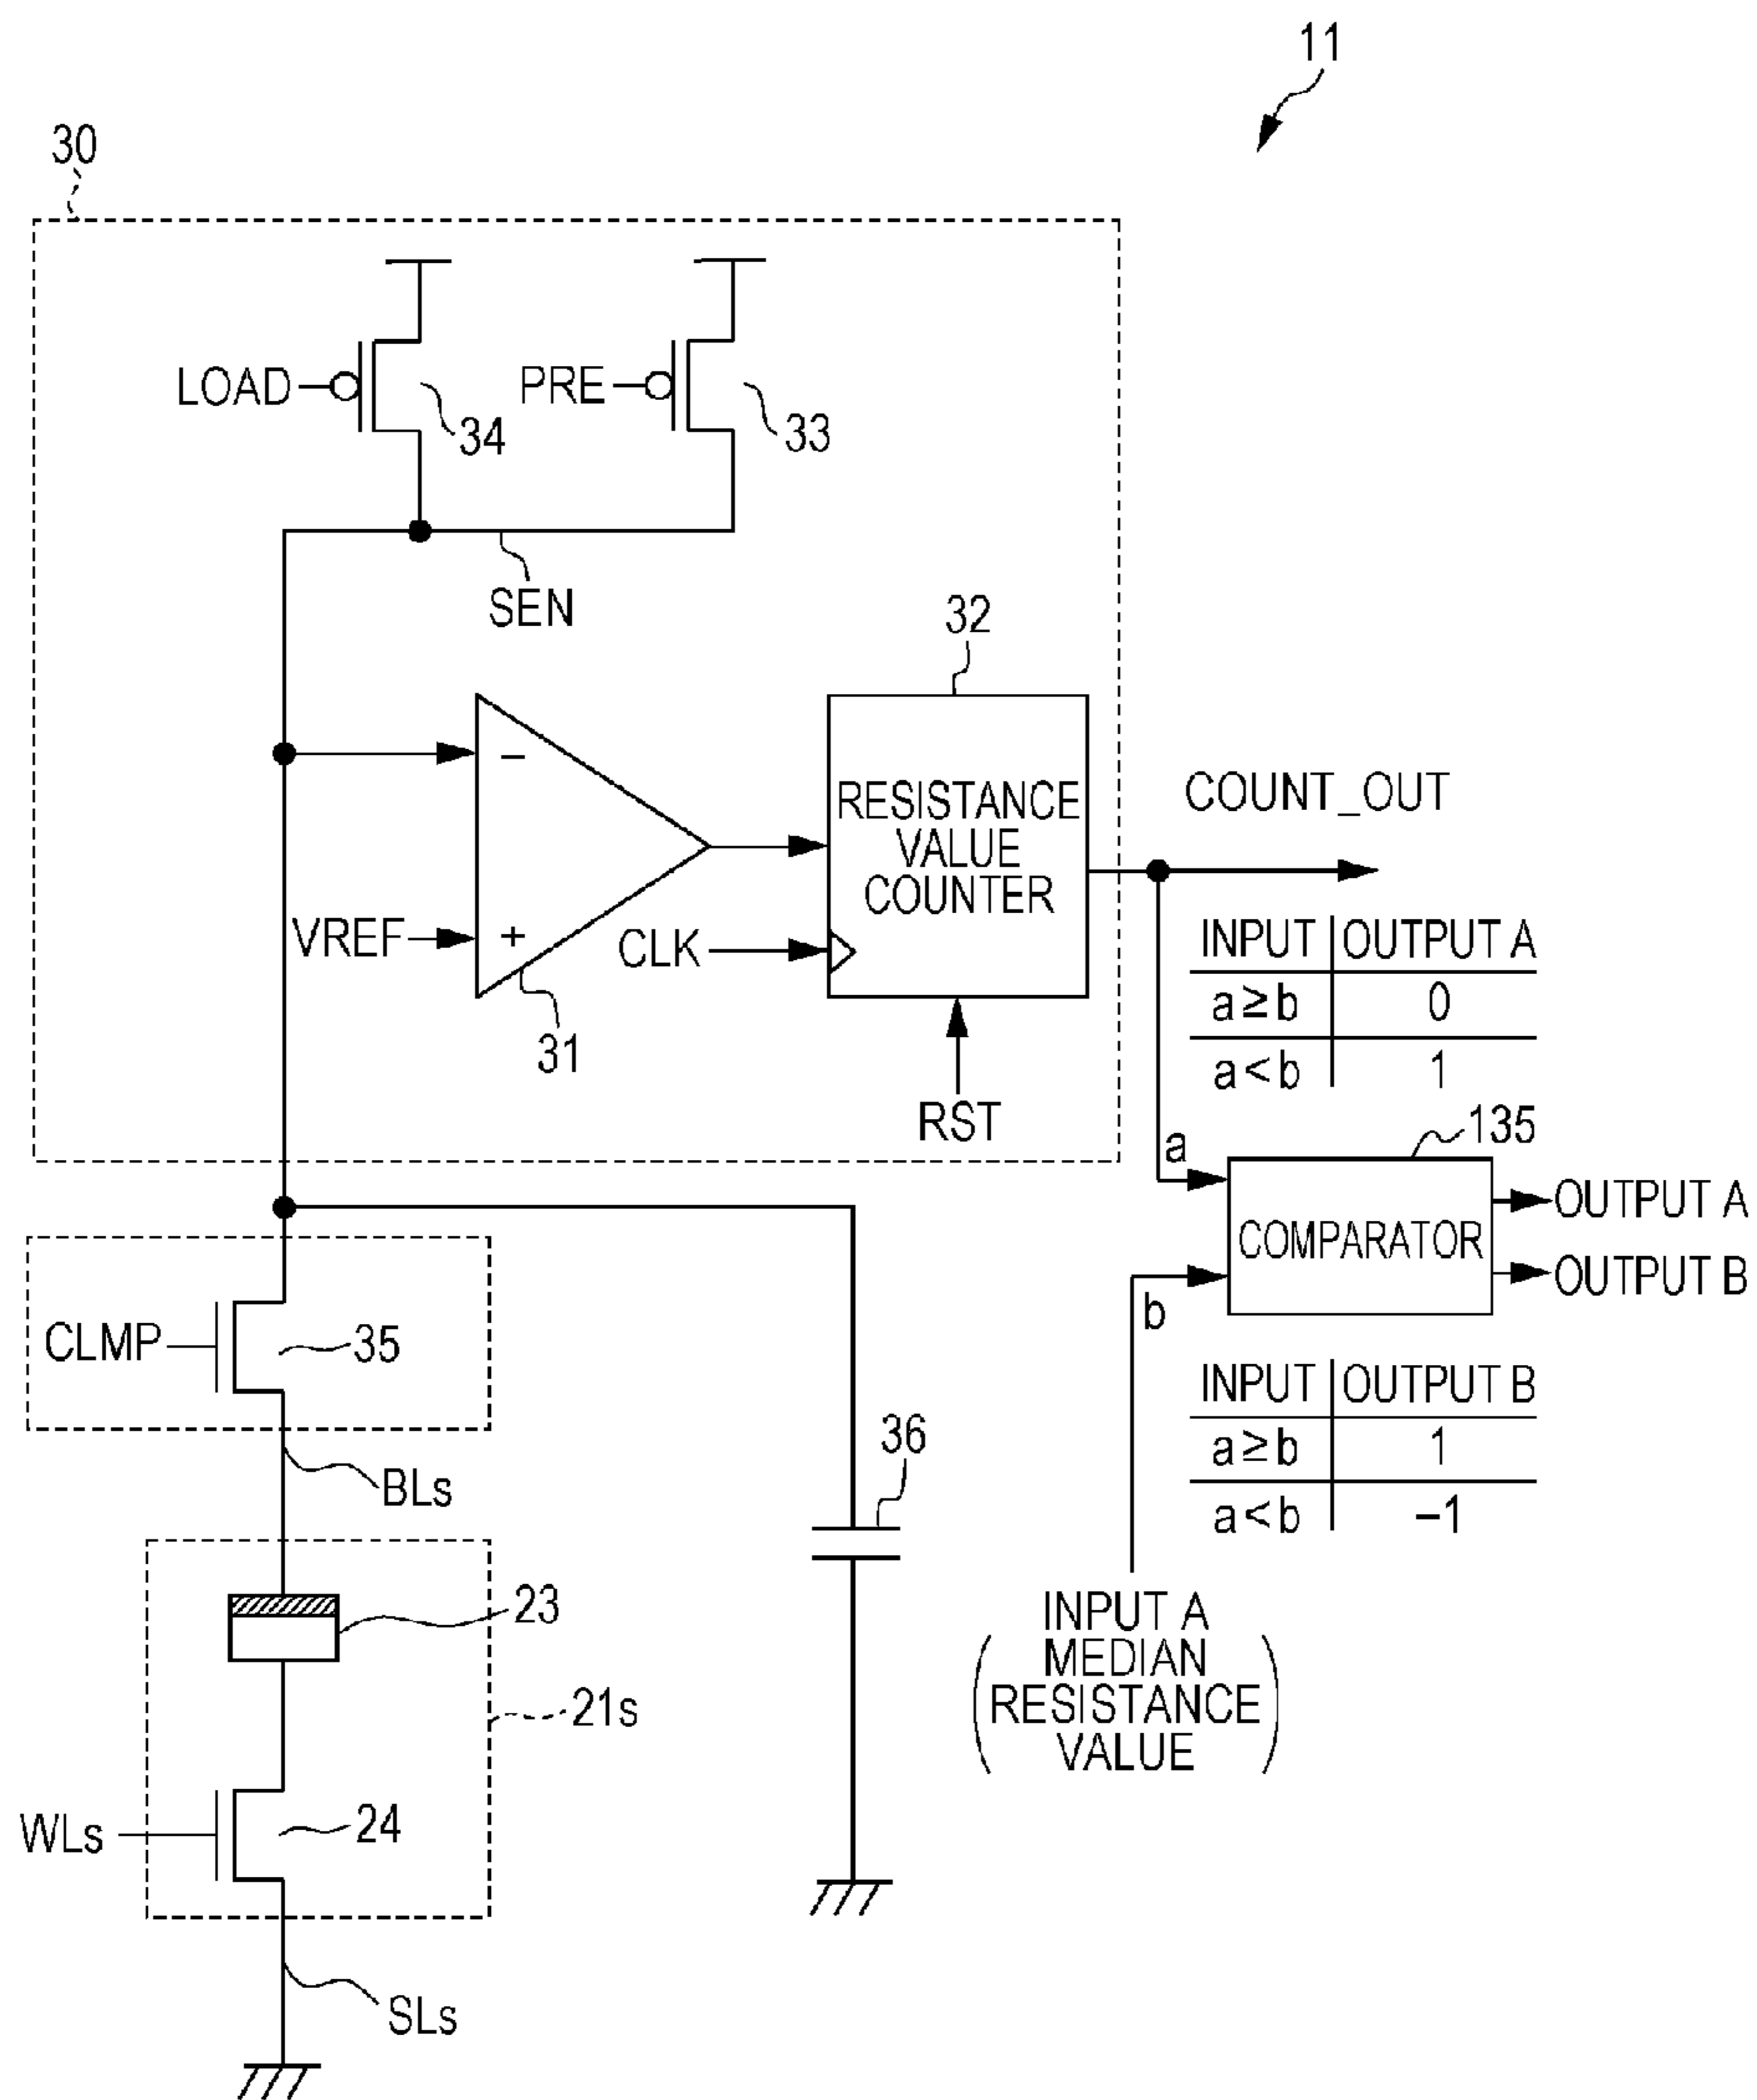 11
30
LOAD
34
PRE
33
SEN
32
−
RESISTANCE
VALUE
COUNTER
COUNT_OUT
VREF
+
CLK
31
RST
INPUT OUTPUT A
a≥b 0
a<b 1
135
a
COMPARATOR
OUTPUT A
OUTPUT B
b
CLMP
35
INPUT OUTPUT B
a≥b 1
a<b −1
BLs
36
23
INPUT A
(MEDIAN
RESISTANCE
VALUE)
21s
WLs
24
SLs